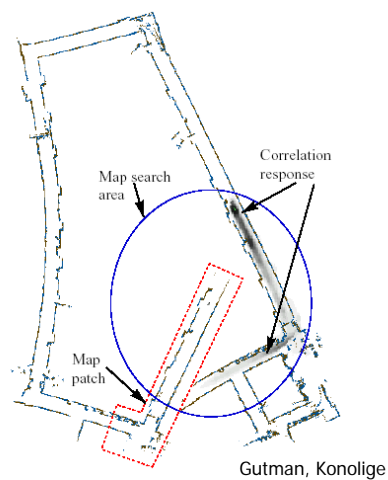 Correlation
response
Map search
area
Map
patch
Gutman, Konolige